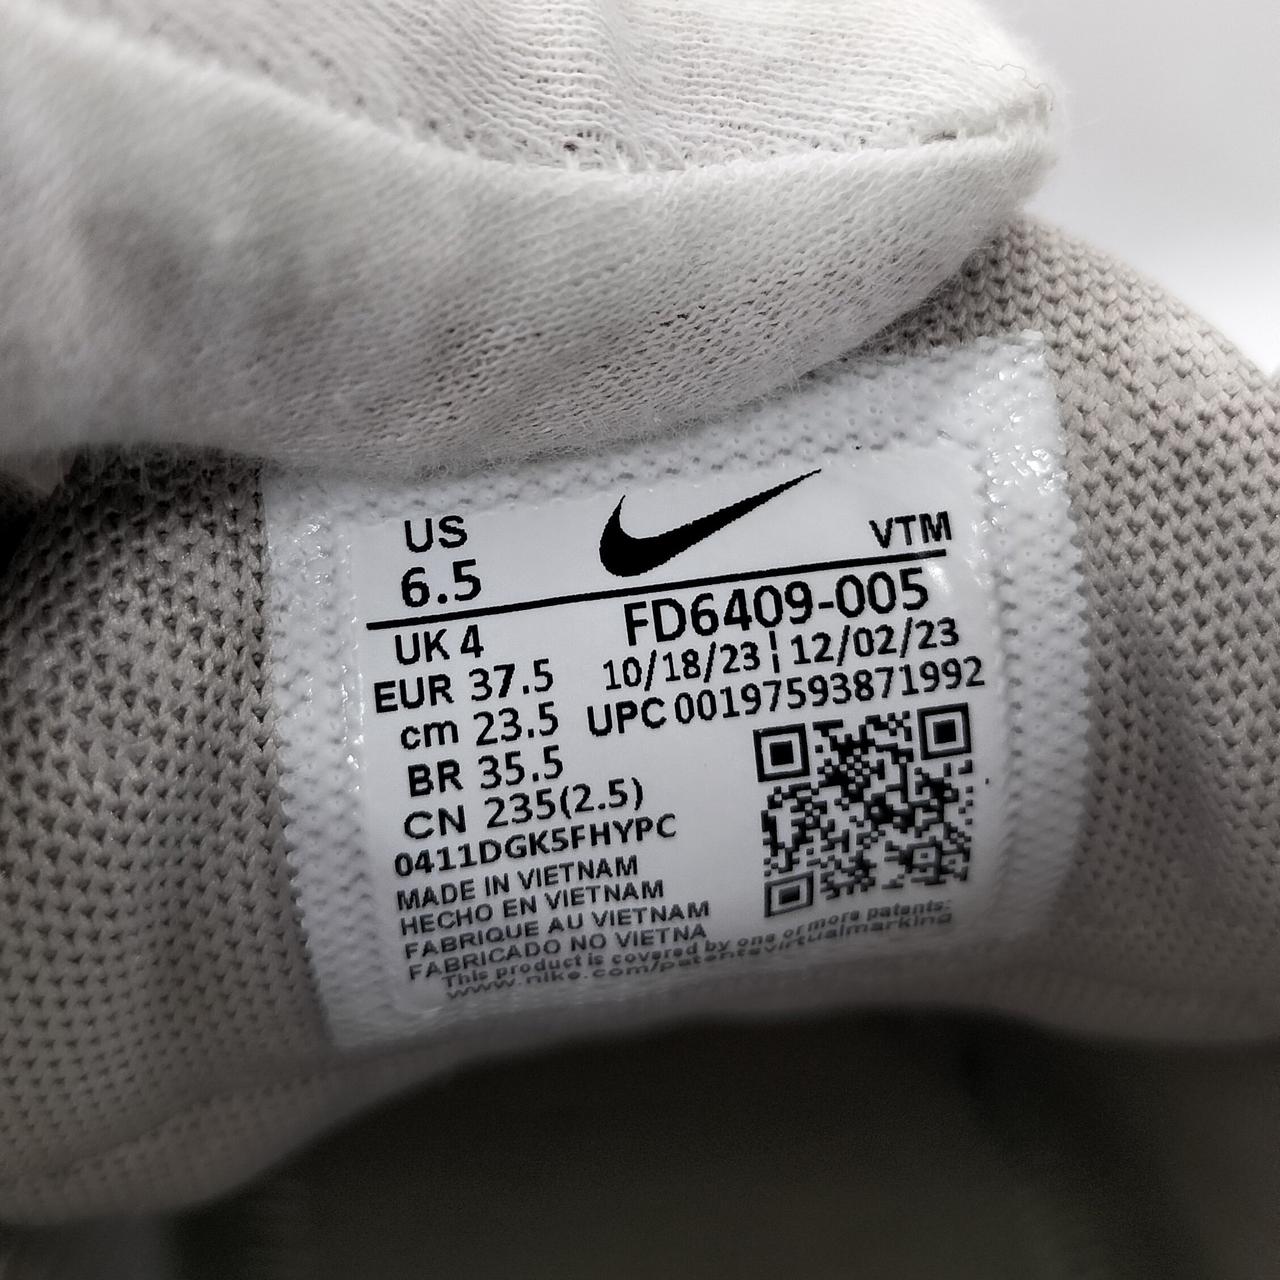 US
6.5
VTM
UK 4
EUR 37.5
cm 23.5
BR 35.5
CN 235(2.5)
FD6409-005
10/18/23 ¦ 12/02/23
UPC 00197593871992
0411DGK5FHYPC
MADE IN VIETNAM
HECHO EN VIETNAM
FABRIQUE AU VIETNAM
FABRICADO NO VIETNA
This product is covered by one or more patents:
www.nike.com/patentsvirtualmarking